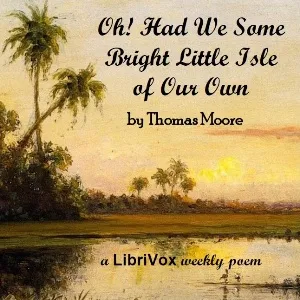 Oh! Had We Some
Bright Little Isle
of Our Own
by Thomas Moore
a LibriVox weekly poem